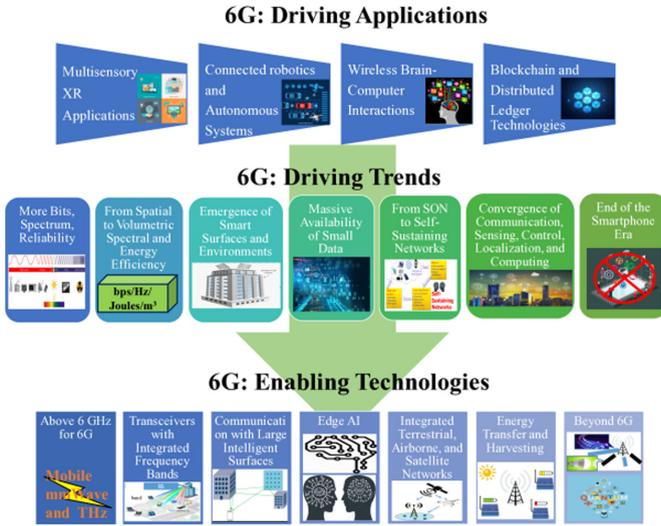 6G: Driving Applications
Multisensory
XR
Applications
Connected robotics
and
Autonomous
Systems
Wireless Brain-
Computer
Interactions
Blockchain and
Distributed
Ledger
Technologies
6G: Driving Trends
More Bits,
Spectrum,
Reliability
From Spatial
to Volumetric
Spectral and
Energy
Efficiency
bps/Hz/
Joules/m³
Emergence of
Smart
Surfaces and
Environments
Massive
Availability
of Small
Data
From SON
to Self-
Sustaining
Networks
Self
Sustaining
Networks
Convergence of
Communication,
Sensing, Control,
Localization, and
Computing
End of the
Smartphone
Era
6G: Enabling Technologies
Above 6 GHz
for 6G
Mobile
mmWave
and THz
Transceivers
with
Integrated
Frequency
Bands
Communicati
on with Large
Intelligent
Surfaces
Edge AI
Integrated
Terrestrial,
Airborne, and
Satellite
Networks
Energy
Transfer and
Harvesting
Beyond 6G
QUANTUM